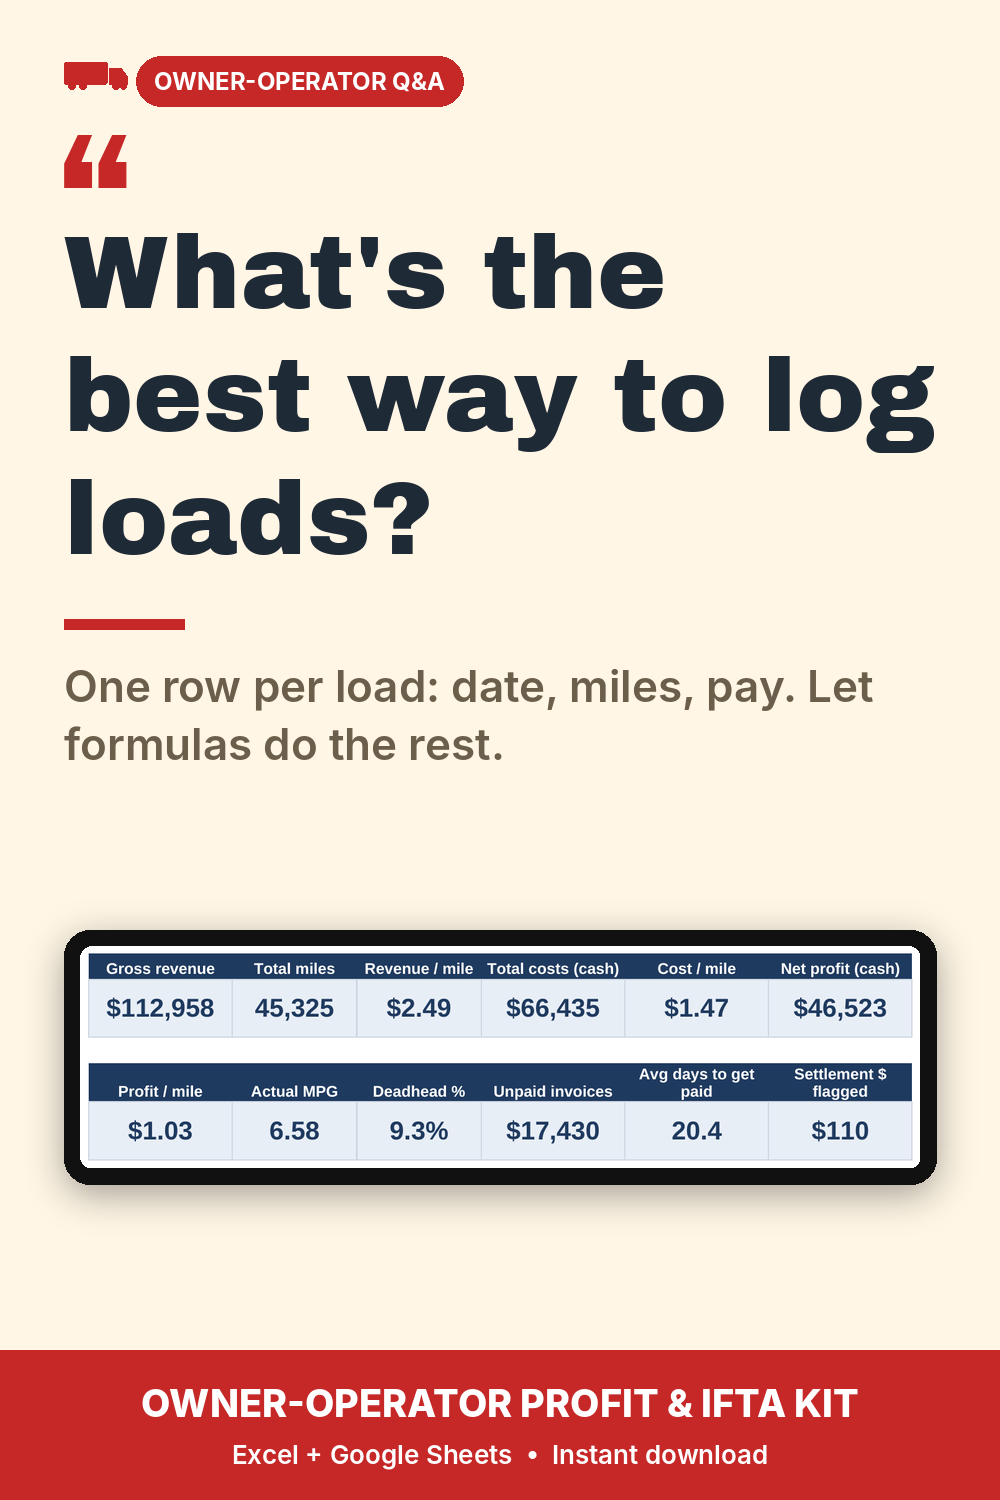 OWNER-OPERATOR Q&A
“
What's the
best way to log
loads?
One row per load: date, miles, pay. Let
formulas do the rest.
Gross revenue Total miles Revenue / mile Total costs (cash) Cost / mile Net profit (cash)
$112,958 45,325 $2.49 $66,435 $1.47 $46,523
Profit / mile Actual MPG Deadhead % Unpaid invoices Avg days to get paid Settlement $ flagged
$1.03 6.58 9.3% $17,430 20.4 $110
OWNER-OPERATOR PROFIT & IFTA KIT
Excel + Google Sheets • Instant download